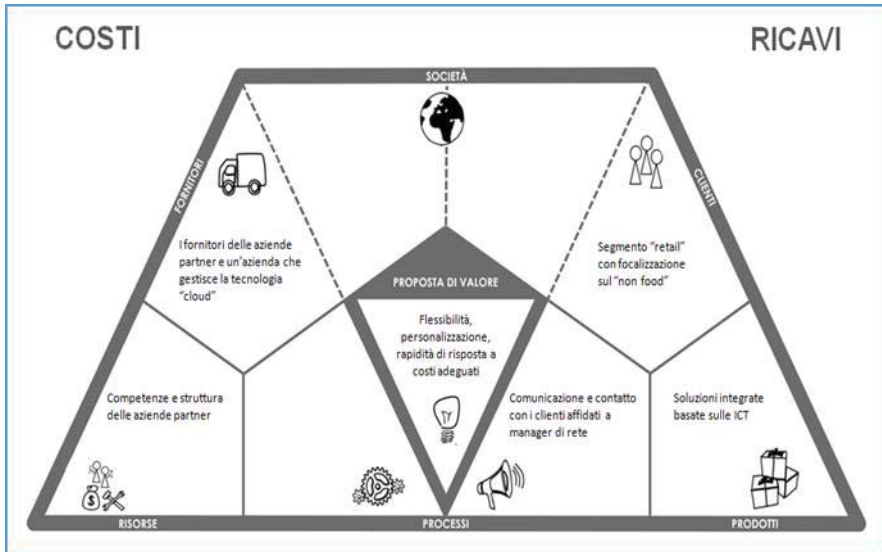 COSTI
RICAVI
SOCIETÀ
FORNITORI
CLIENTI
I fornitori delle aziende
partner e un'azienda che
gestisce la tecnologia
"cloud"
Segmento "retail"
con focalizzazione
sul "non food"
PROPOSTA DI VALORE
Flessibilità,
personalizzazione,
rapidità di risposta a
costi adeguati
Competenze e struttura
delle aziende partner
Comunicazione e contatto
con i clienti affidati a
manager di rete
Soluzioni integrate
basate sulle ICT
$
RISORSE
PROCESSI
PRODOTTI